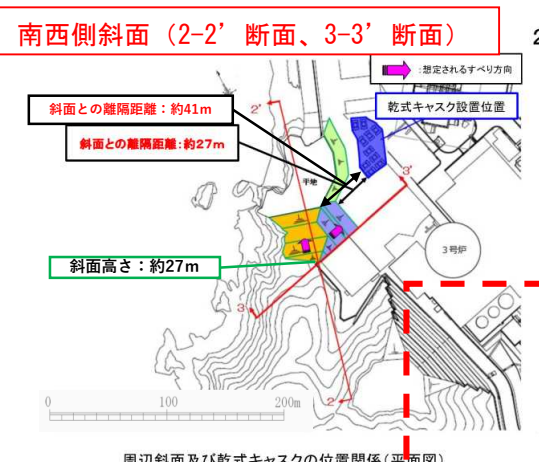 南西側斜面（2-2’断面、3-3’断面）
2
：想定されるすべり方向
乾式キャスク設置位置
斜面との離隔距離：約41m
斜面との離隔距離：約27m
2’
3’
平地
3号炉
斜面高さ：約27m
3
2
0 100 200m
周辺斜面及び乾式キャスクの位置関係（平面図）